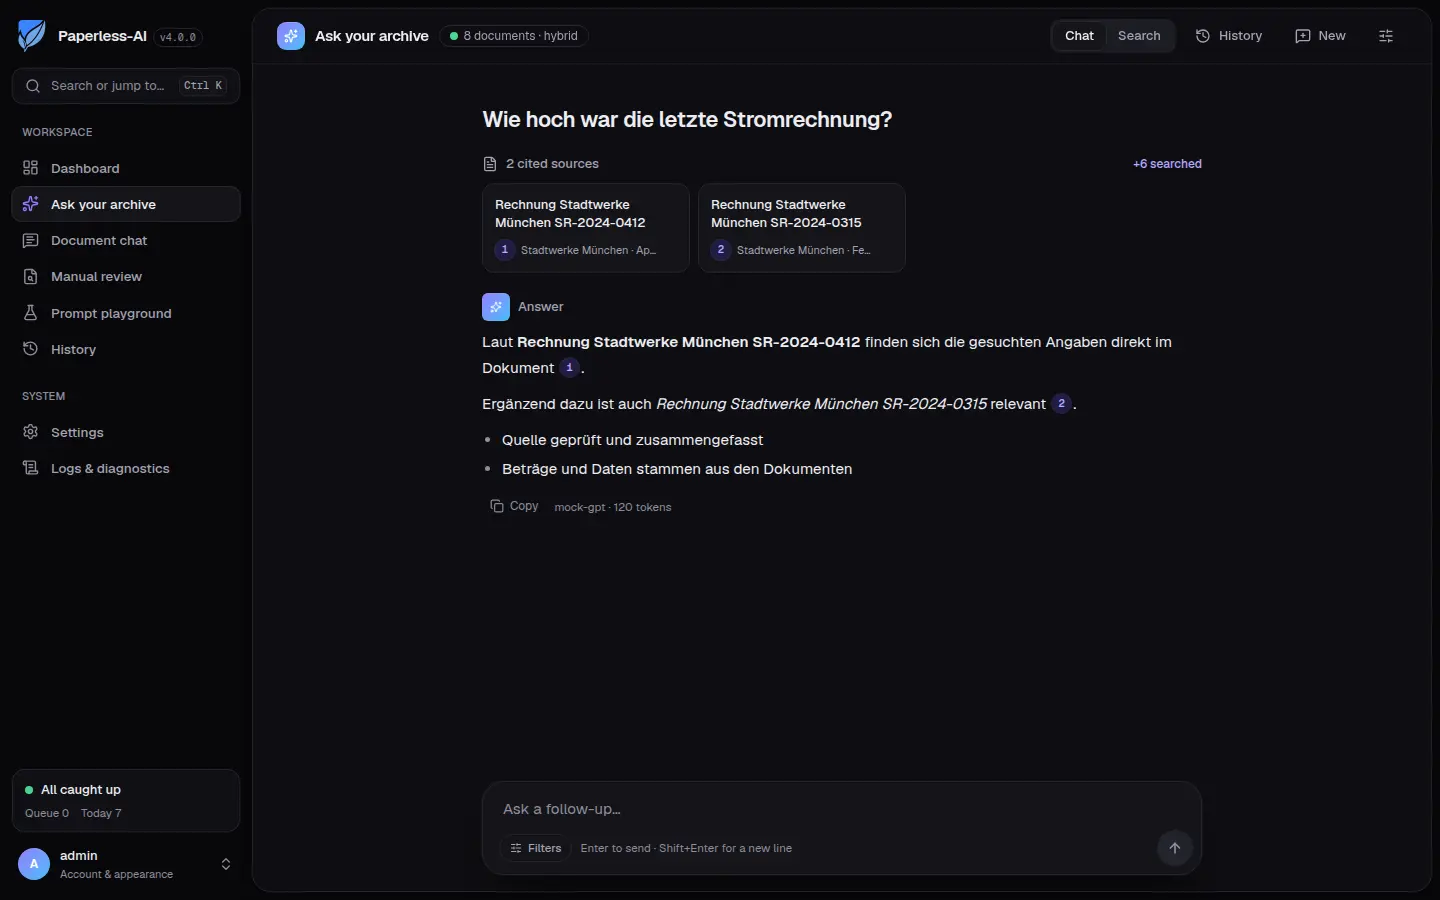 Paperless-AI v4.0.0
Search or jump to... Ctrl K
WORKSPACE
Dashboard
Ask your archive
Document chat
Manual review
Prompt playground
History
SYSTEM
Settings
Logs & diagnostics
All caught up
Queue 0 Today 7
A
admin
Account & appearance
Ask your archive 8 documents · hybrid
Chat Search History New
Wie hoch war die letzte Stromrechnung?
2 cited sources +6 searched
Rechnung Stadtwerke
München SR-2024-0412
1 Stadtwerke München · Ap...
Rechnung Stadtwerke
München SR-2024-0315
2 Stadtwerke München · Fe...
Answer
Laut Rechnung Stadtwerke München SR-2024-0412 finden sich die gesuchten Angaben direkt im
Dokument 1 .
Ergänzend dazu ist auch Rechnung Stadtwerke München SR-2024-0315 relevant 2 .
• Quelle geprüft und zusammengefasst
• Beträge und Daten stammen aus den Dokumenten
Copy mock-gpt · 120 tokens
Ask a follow-up...
Filters Enter to send · Shift+Enter for a new line